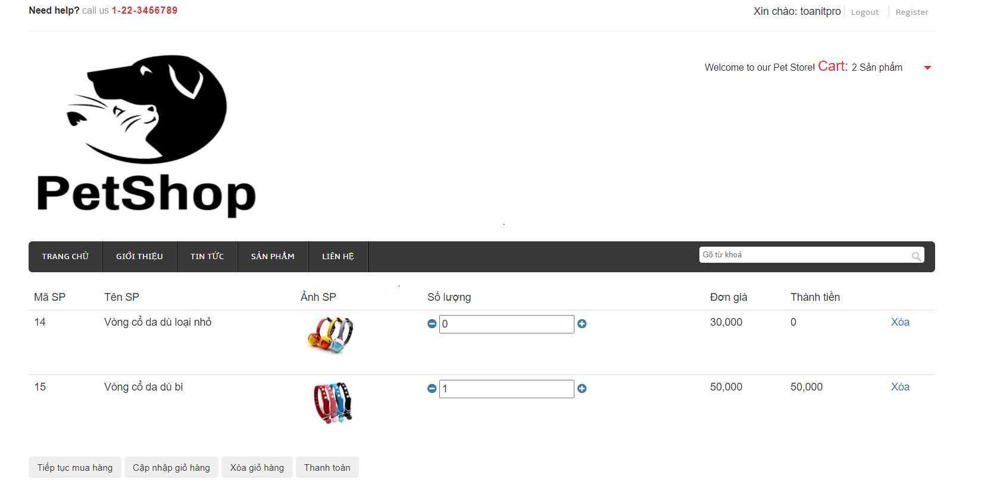 Need help? call us 1-22-3456789
Xin chào: toanitpro Logout Register
Welcome to our Pet Store! Cart: 2 Sản phẩm
PetShop
TRANG CHỦ GIỚI THIỆU TIN TỨC SẢN PHẨM LIÊN HỆ Gõ từ khoá
Mã SP Tên SP Ảnh SP Số lượng Đơn giá Thành tiền
14 Vòng cổ da dù loại nhỏ 0 30,000 0 Xóa
15 Vòng cổ da dù bi 1 50,000 50,000 Xóa
Tiếp tục mua hàng Cập nhập giỏ hàng Xóa giỏ hàng Thanh toán